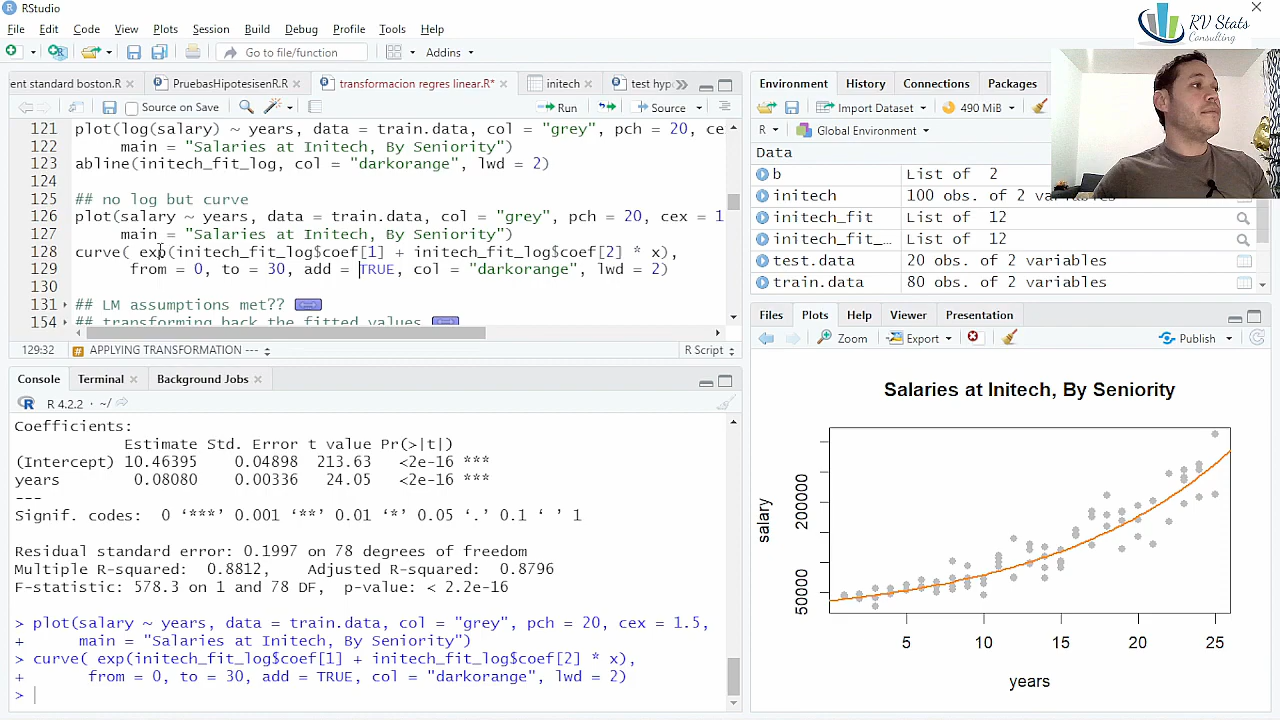 RStudio
RV Stats
Consulting
File Edit Code View Plots Session Build Debug Profile Tools Help
Go to file/function Addins
ent standard boston.R PruebasHipotesisenR.R transformacion regres linear.R* initech test hyp
Source on Save Run Source
121 plot(log(salary) ~ years, data = train.data, col = "grey", pch = 20, ce
122 main = "Salaries at Initech, By Seniority")
123 abline(initech_fit_log, col = "darkorange", lwd = 2)
124
125 ## no log but curve
126 plot(salary ~ years, data = train.data, col = "grey", pch = 20, cex = 1
127 main = "Salaries at Initech, By Seniority")
128 curve( exp(initech_fit_log$coef[1] + initech_fit_log$coef[2] * x),
129 from = 0, to = 30, add = TRUE, col = "darkorange", lwd = 2)
130
131 ## LM assumptions met??
154 ## transforming back the fitted values
129:32 # APPLYING TRANSFORMATION --- R Script
Console Terminal Background Jobs
R R 4.2.2 · ~/
Coefficients:
Estimate Std. Error t value Pr(>|t|)
(Intercept) 10.46395 0.04898 213.63 <2e-16 ***
years 0.08080 0.00336 24.05 <2e-16 ***
---
Signif. codes: 0 ‘***’ 0.001 ‘**’ 0.01 ‘*’ 0.05 ‘.’ 0.1 ‘ ’ 1
Residual standard error: 0.1997 on 78 degrees of freedom
Multiple R-squared: 0.8812, Adjusted R-squared: 0.8796
F-statistic: 578.3 on 1 and 78 DF, p-value: < 2.2e-16
> plot(salary ~ years, data = train.data, col = "grey", pch = 20, cex = 1.5,
+ main = "Salaries at Initech, By Seniority")
> curve( exp(initech_fit_log$coef[1] + initech_fit_log$coef[2] * x),
+ from = 0, to = 30, add = TRUE, col = "darkorange", lwd = 2)
>
Environment History Connections Packages
Import Dataset 490 MiB
R Global Environment
Data
b List of 2
initech 100 obs. of 2 variables
initech_fit List of 12
initech_fit_… List of 12
test.data 20 obs. of 2 variables
train.data 80 obs. of 2 variables
Files Plots Help Viewer Presentation
Zoom Export Publish
Salaries at Initech, By Seniority
salary
200000
50000
5 10 15 20 25
years